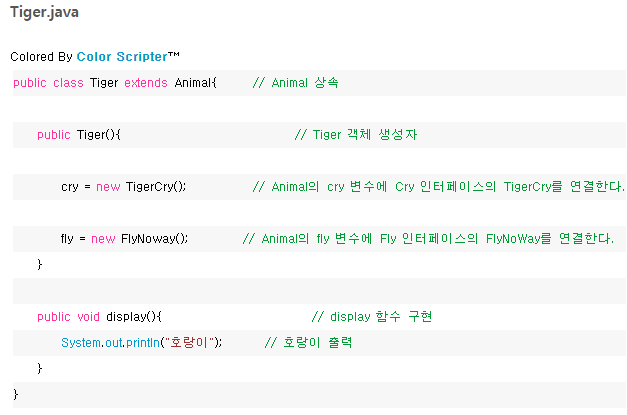 Tiger.java
Colored By Color Scripter™
public class Tiger extends Animal{ // Animal 상속
public Tiger(){ // Tiger 객체 생성자
cry = new TigerCry(); // Animal의 cry 변수에 Cry 인터페이스의 TigerCry를 연결한다.
fly = new FlyNoway(); // Animal의 fly 변수에 Fly 인터페이스의 FlyNoWay를 연결한다.
}
public void display(){ // display 함수 구현
System.out.println("호랑이"); // 호랑이 출력
}
}